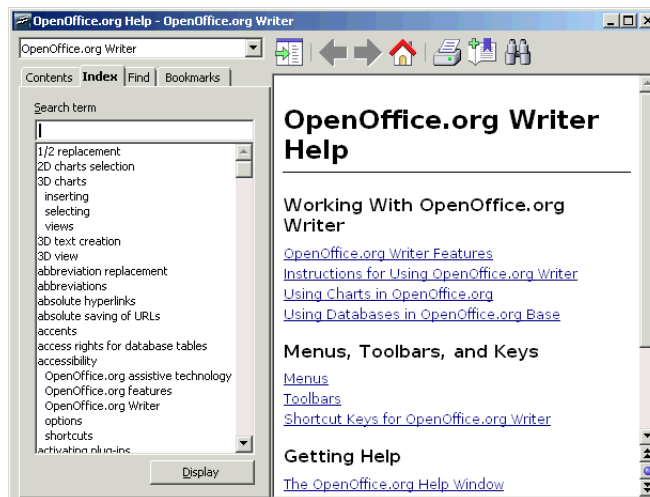 OpenOffice.org Help - OpenOffice.org Writer
OpenOffice.org Writer
Contents Index Find Bookmarks
Search term
1/2 replacement
2D charts selection
3D charts
inserting
selecting
views
3D text creation
3D view
abbreviation replacement
abbreviations
absolute hyperlinks
absolute saving of URLs
accents
access rights for database tables
accessibility
OpenOffice.org assistive technology
OpenOffice.org features
OpenOffice.org Writer
options
shortcuts
activating plug-ins
Display
OpenOffice.org Writer
Help
Working With OpenOffice.org
Writer
OpenOffice.org Writer Features
Instructions for Using OpenOffice.org Writer
Using Charts in OpenOffice.org
Using Databases in OpenOffice.org Base
Menus, Toolbars, and Keys
Menus
Toolbars
Shortcut Keys for OpenOffice.org Writer
Getting Help
The OpenOffice.org Help Window